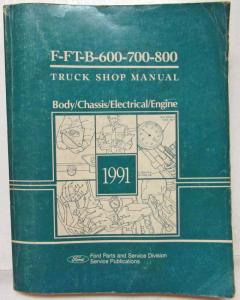 F-FT-B-600-700-800
TRUCK SHOP MANUAL
Body/Chassis/Electrical/Engine
1991
Ford
Ford Parts and Service Division
Service Publications